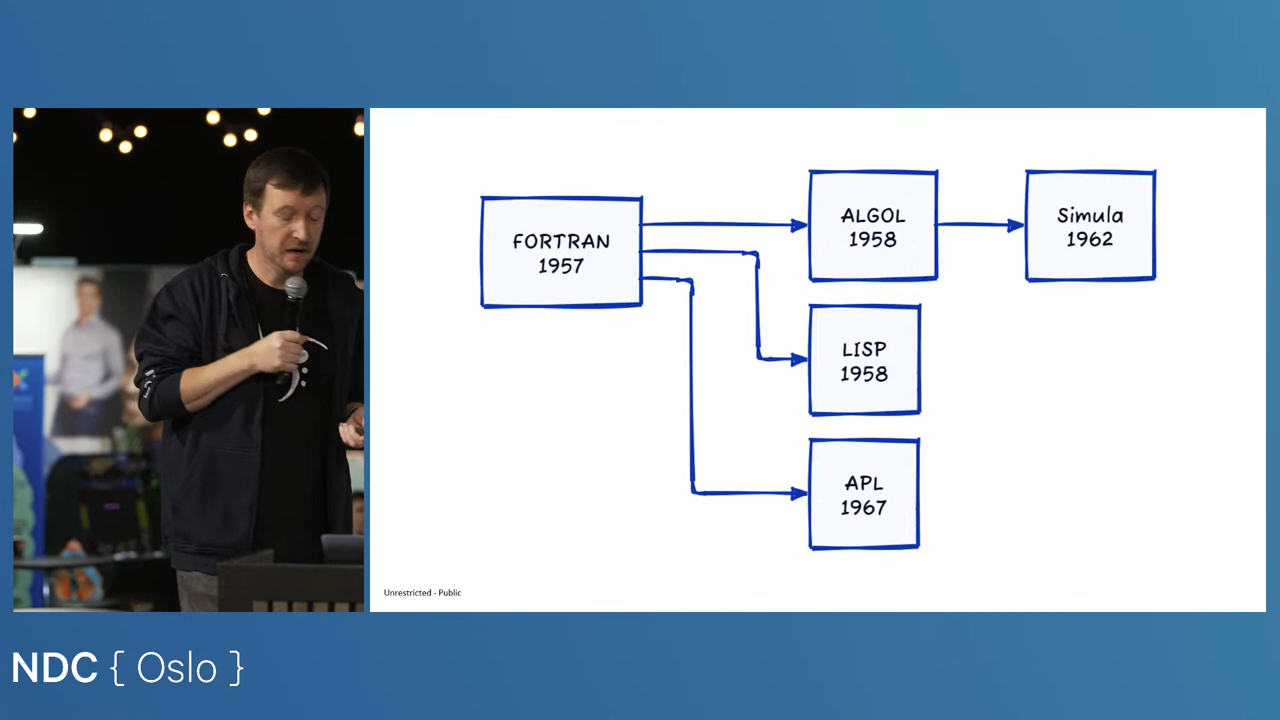 FORTRAN
1957
ALGOL
1958
Simula
1962
LISP
1958
APL
1967
Unrestricted - Public
NDC { Oslo }